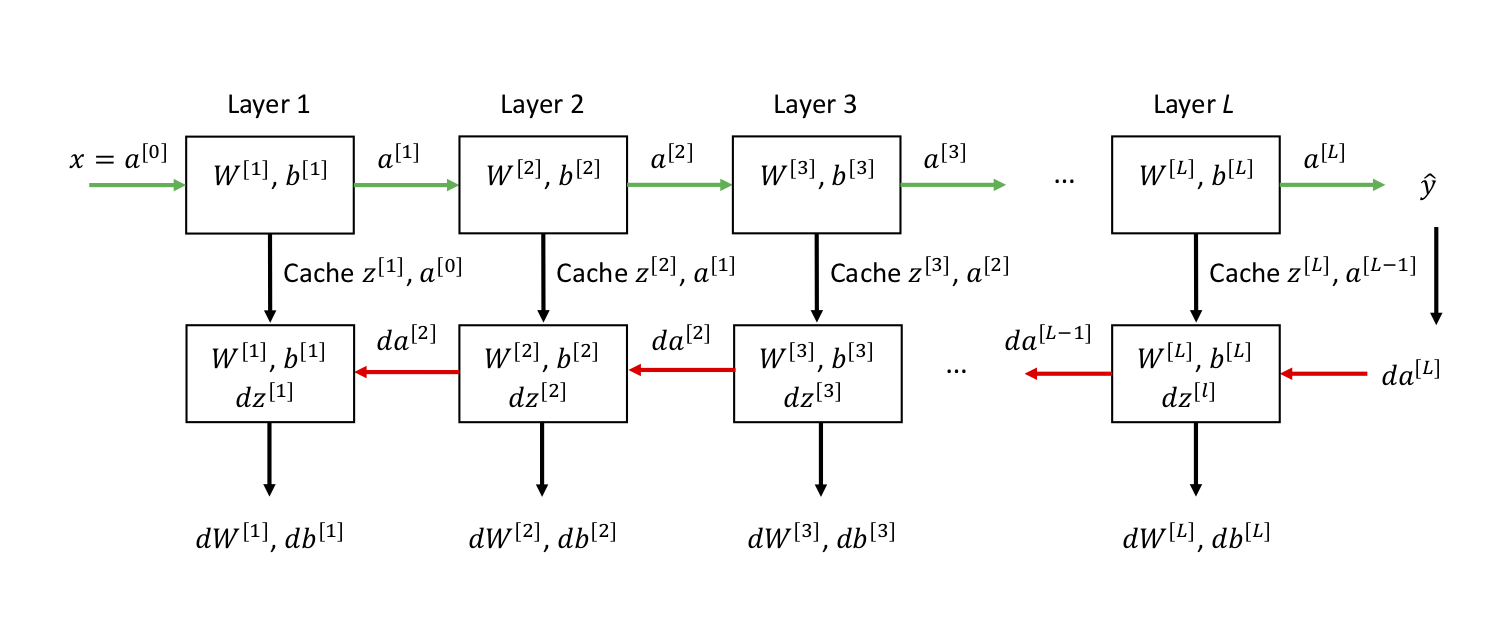 Layer 1 Layer 2 Layer 3 Layer L
x = a^[0] a^[1] a^[2] a^[3] a^[L]
W^[1], b^[1] W^[2], b^[2] W^[3], b^[3] ... W^[L], b^[L] ŷ
Cache z^[1], a^[0] Cache z^[2], a^[1] Cache z^[3], a^[2] Cache z^[L], a^[L−1]
da^[2] da^[2] da^[L−1]
W^[1], b^[1] W^[2], b^[2] W^[3], b^[3] ... W^[L], b^[L] da^[L]
dz^[1] dz^[2] dz^[3] dz^[l]
dW^[1], db^[1] dW^[2], db^[2] dW^[3], db^[3] dW^[L], db^[L]